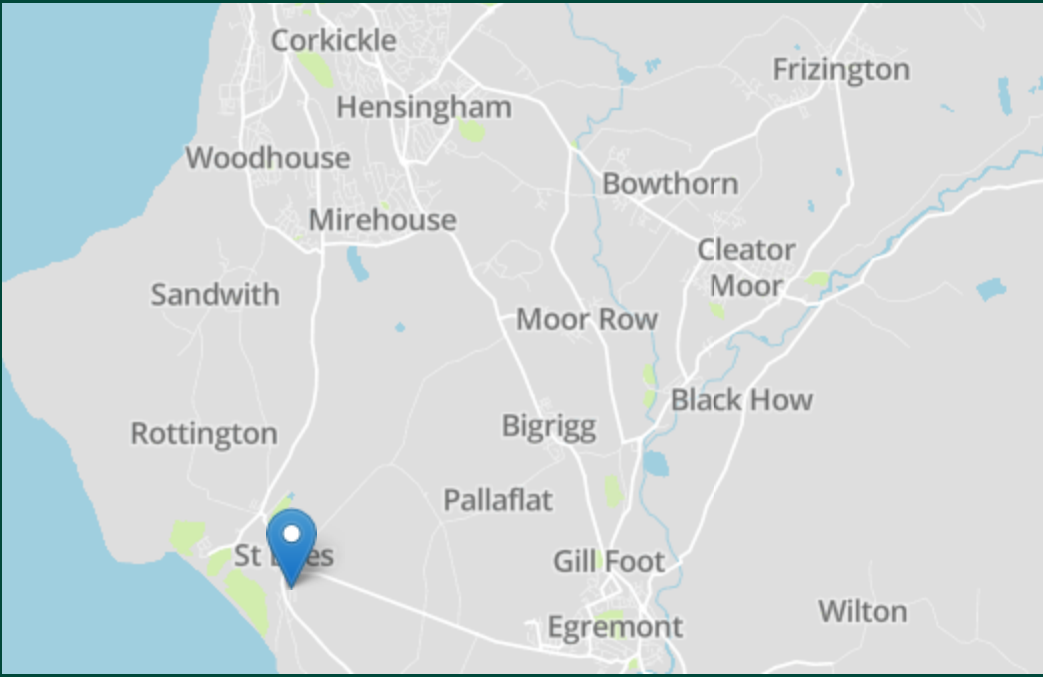 Corkickle
Frizington
Hensingham
Woodhouse
Bowthorn
Mirehouse
Cleator
Moor
Sandwith
Moor Row
Black How
Bigrigg
Rottington
Pallaflat
St
Gill Foot
Wilton
Egremont